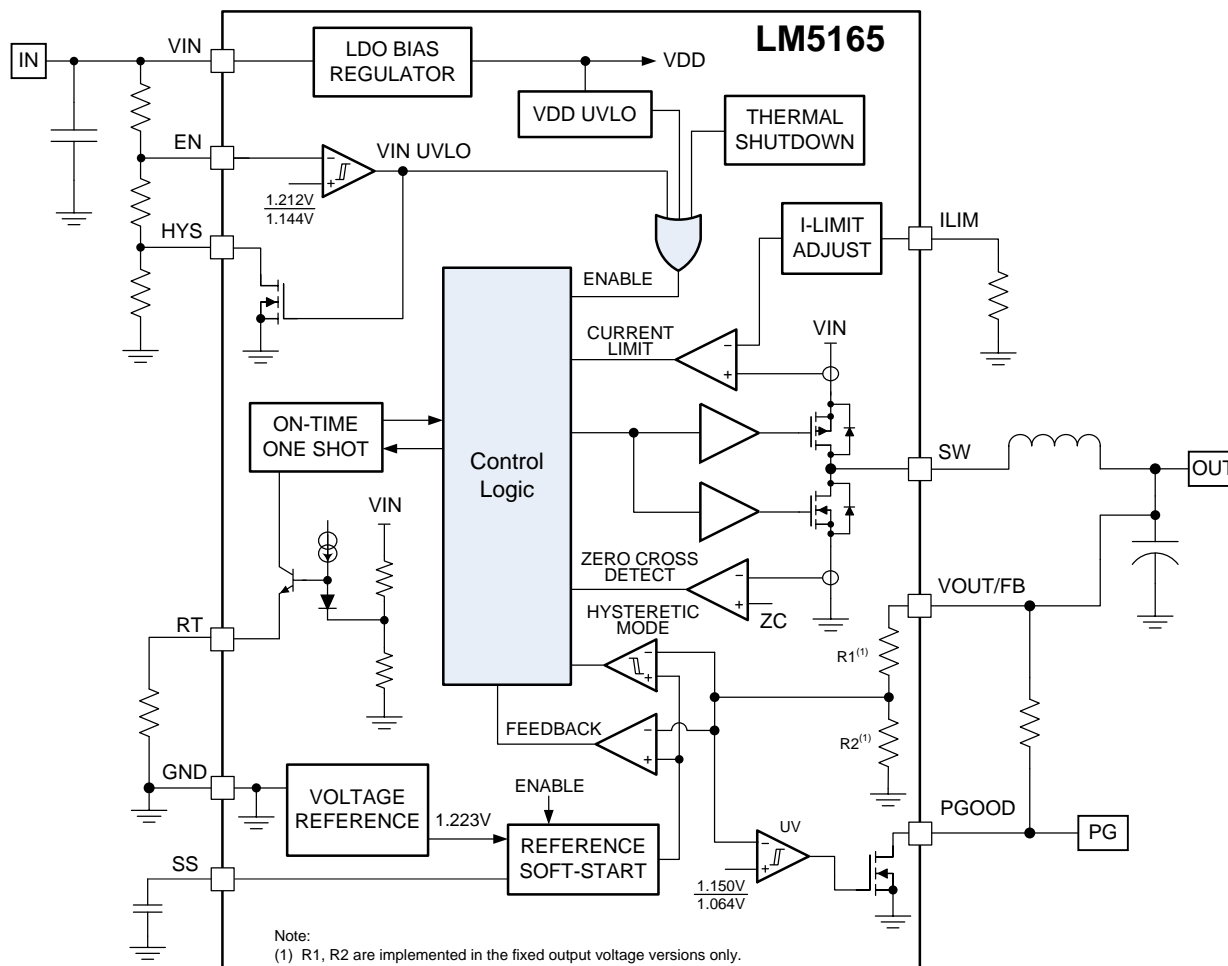 LM5165
IN
VIN
LDO BIAS
REGULATOR
VDD
VDD UVLO
THERMAL
SHUTDOWN
EN
VIN UVLO
−
+
1.212V
1.144V
HYS
I-LIMIT
ADJUST
ILIM
ENABLE
CURRENT
LIMIT
−
+
VIN
ON-TIME
ONE SHOT
Control
Logic
SW
OUT
VIN
ZERO CROSS
DETECT
−
+
ZC
VOUT/FB
HYSTERETIC
MODE
−
+
R1(1)
RT
FEEDBACK
−
+
R2(1)
GND
VOLTAGE
REFERENCE
1.223V
ENABLE
REFERENCE
SOFT-START
PGOOD
PG
UV
−
+
1.150V
1.064V
SS
Note:
(1) R1, R2 are implemented in the fixed output voltage versions only.